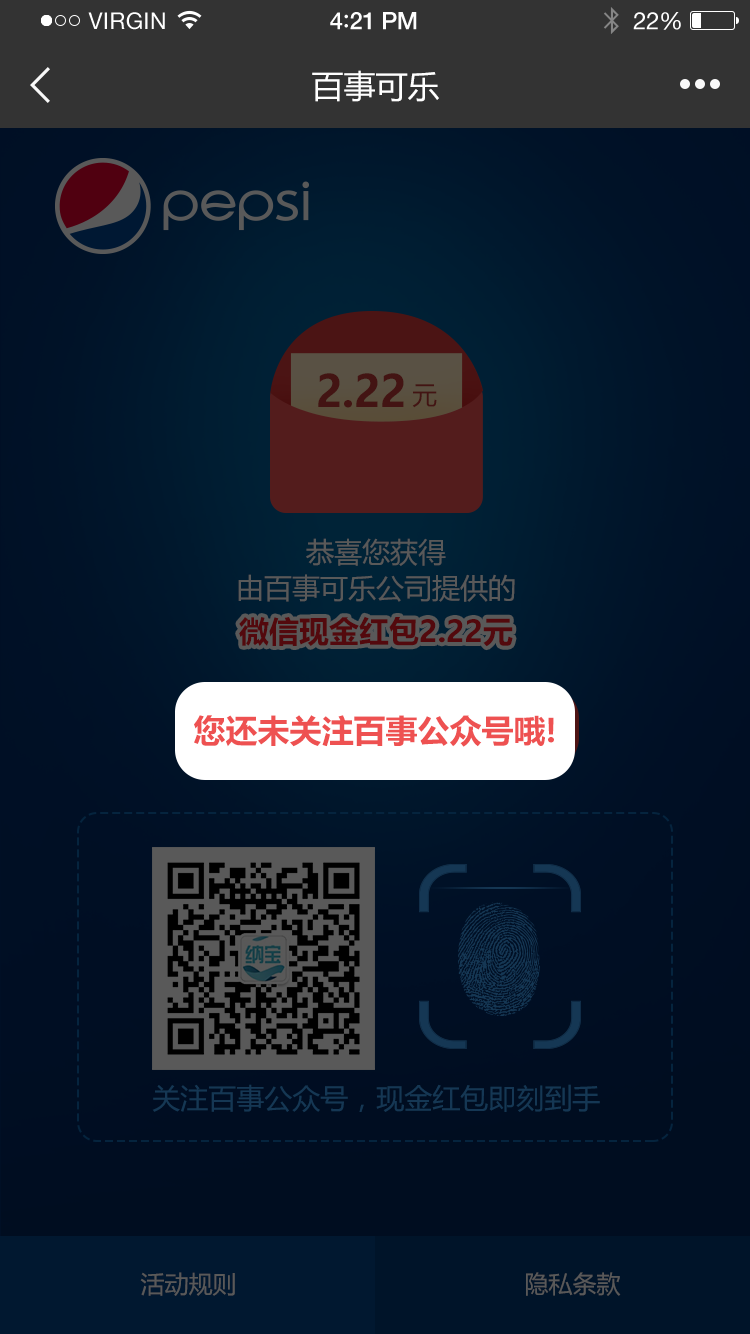 VIRGIN 4:21 PM 22%
百事可乐
pepsi
2.22元
恭喜您获得
由百事可乐公司提供的
微信现金红包2.22元
您还未关注百事公众号哦!
纳宝
关注百事公众号，现金红包即刻到手
活动规则 隐私条款